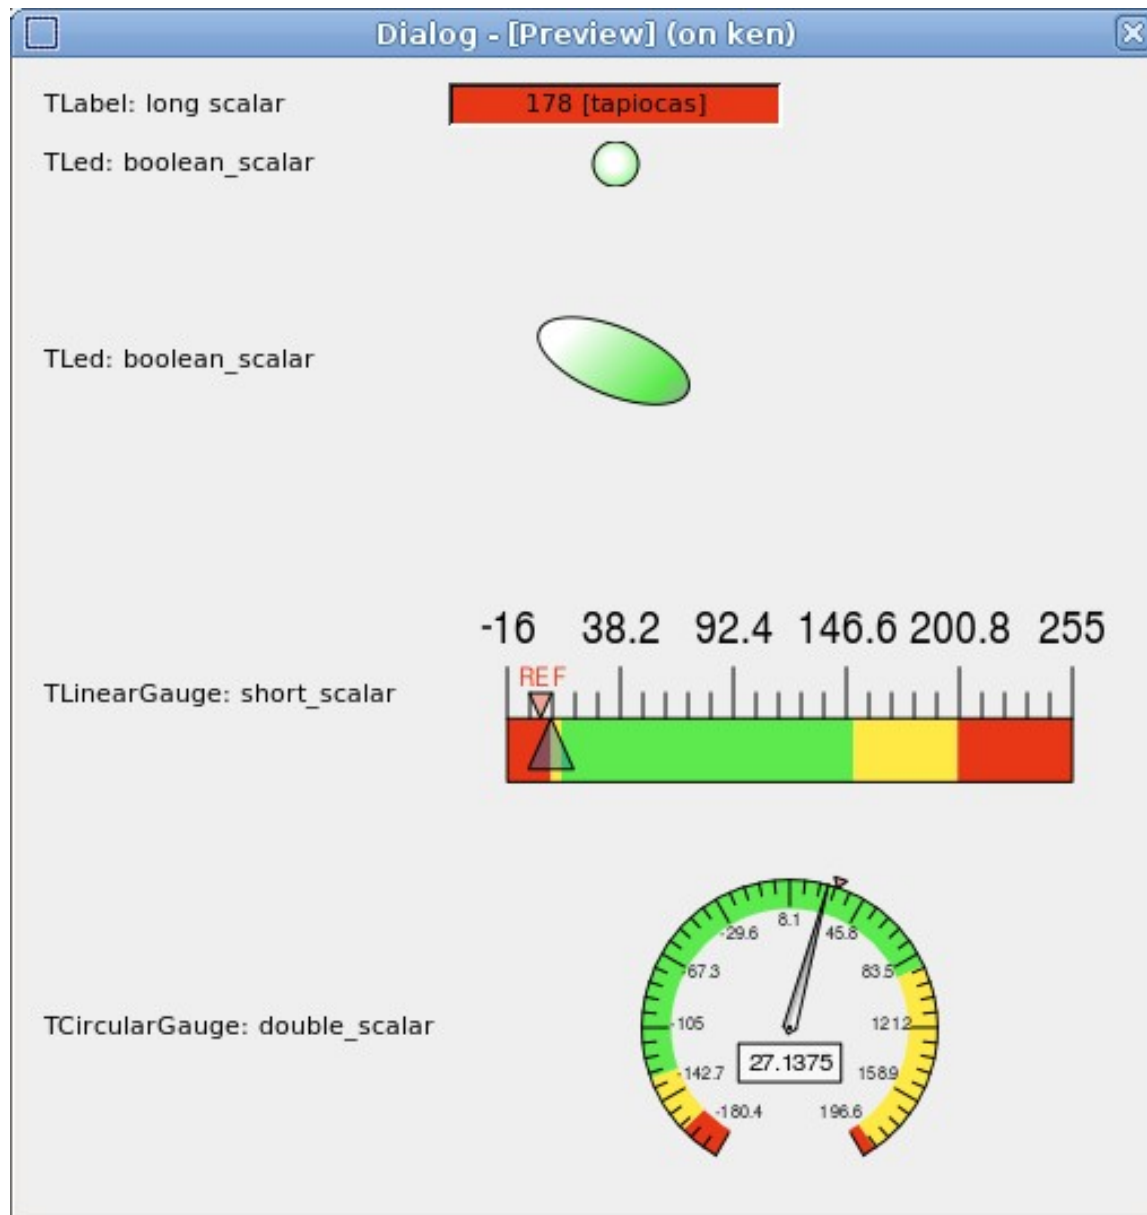 Dialog - [Preview] (on ken)
TLabel: long scalar 178 [tapiocas]
TLed: boolean_scalar
TLed: boolean_scalar
-16 38.2 92.4 146.6 200.8 255
REF
TLinearGauge: short_scalar
8.1
-29.6 45.8
-67.3 83.5
TCircularGauge: double_scalar -105 121.2
27.1375
-142.7 158.9
-180.4 196.6